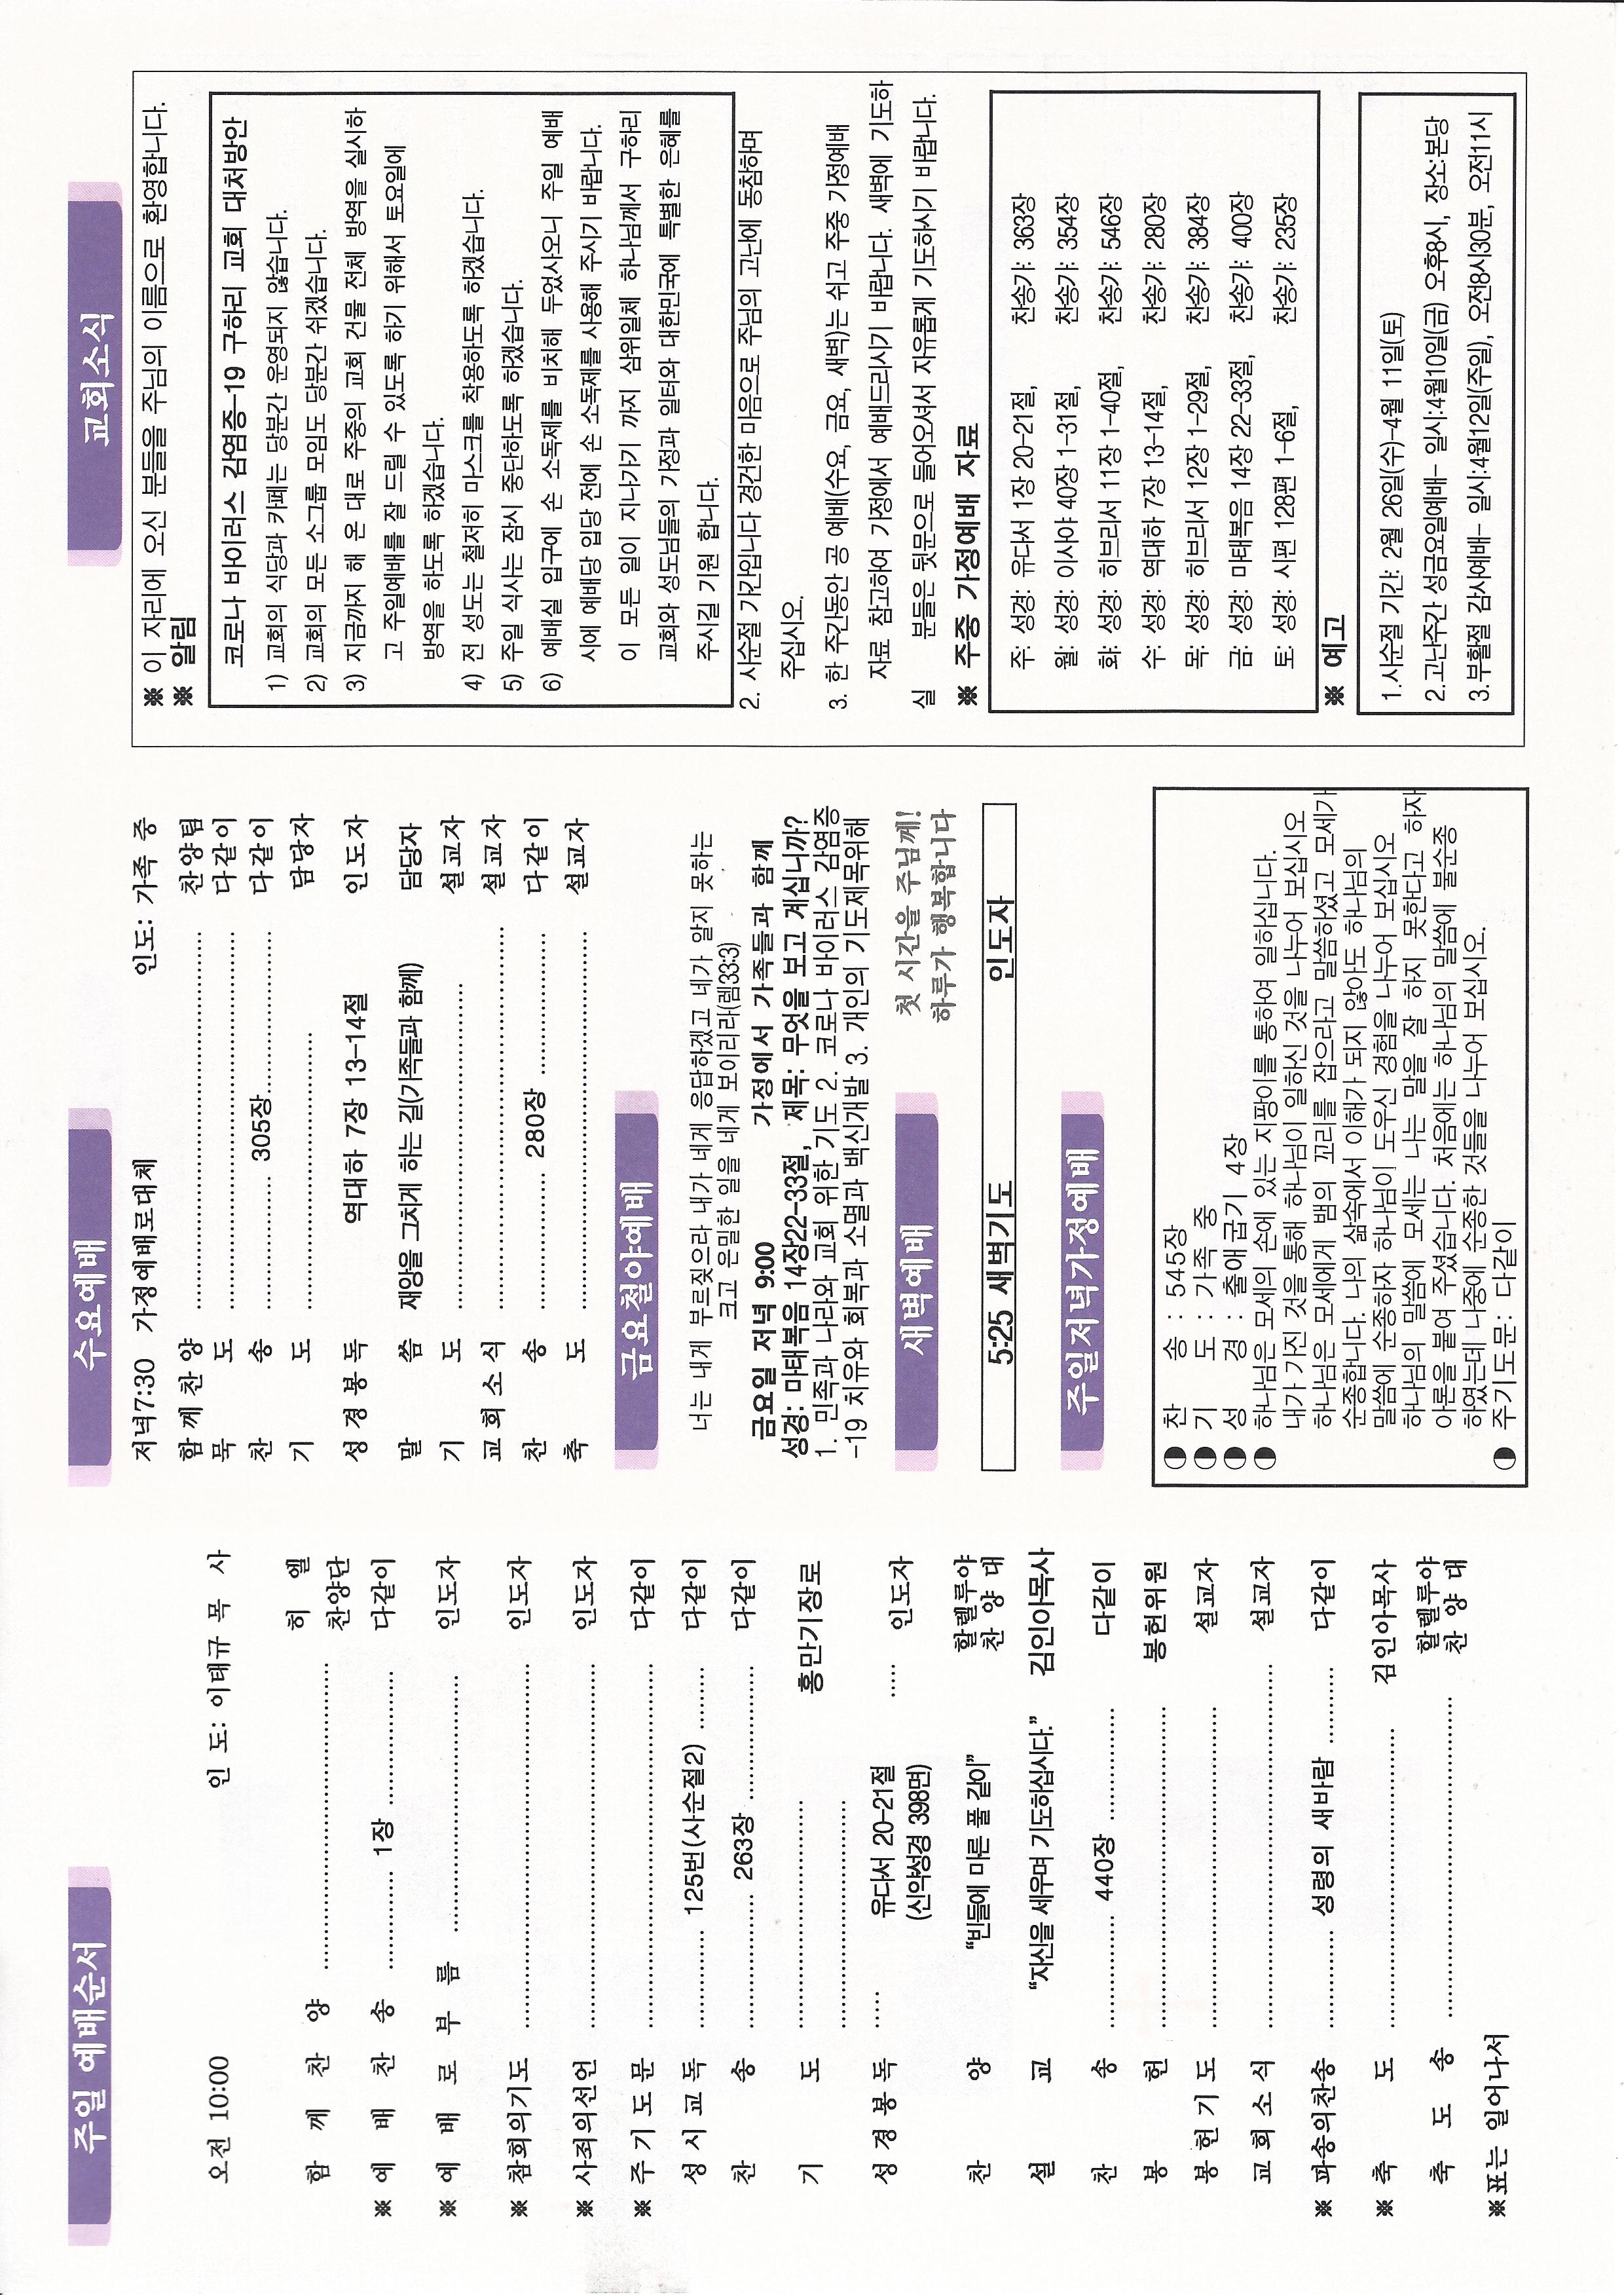 주일 예배순서
오전 10:00 인 도: 이태규 목 사
함 께 찬 양 ........ 히 엘
찬양단
※ 예 배 찬 송 ........ 1장 ........ 다같이
※ 예 배 로 부 름 ........ 인도자
※ 참회의기도 ........ 인도자
※ 사죄의선언 ........ 인도자
※ 주 기 도 문 ........ 다같이
성 시 교 독 ........ 125번(사순절2) ........ 다같이
찬 송 ........ 263장 ........ 다같이
기 도 ........ 홍만기장로
성 경 봉 독 ..... 유다서 20-21절 ..... 인도자
(신약성경 398면)
찬 양 “빈들에 마른 풀 같이” 할렐루야
찬 양 대
설 교 “자신을 세우며 기도하십시다.” 김인아목사
찬 송 ........ 440장 ........ 다같이
봉 헌 ........ 봉헌위원
봉 헌 기 도 ........ 설교자
교 회 소 식 ........ 설교자
※ 파송의찬송 ........ 성령의 새바람 ........ 다같이
※ 축 도 ........ 김인아목사
축 도 송 ........ 할렐루야
찬 양 대
※표는 일어나서
수요예배
저녁7:30 가정예배로대체 인도: 가족 중
함 께 찬 양 ........ 찬양팀
묵 도 ........ 다같이
찬 송 ........ 305장 ........ 다같이
기 도 ........ 담당자
성 경 봉 독 역대하 7장 13-14절 인도자
말 씀 재앙을 그치게 하는 길(가족들과 함께) 담당자
기 도 ........ 설교자
교 회 소 식 ........ 설교자
찬 송 ........ 280장 ........ 다같이
축 도 ........ 설교자
금요철야예배
너는 내게 부르짖으라 내가 네게 응답하겠고 네가 알지 못하는
크고 은밀한 일을 네게 보이리라(렘33:3)
금요일 저녁 9:00 가정에서 가족들과 함께
성경: 마태복음 14장22-33절, 제목: 무엇을 보고 계십니까?
1. 민족과 나라와 교회 위한 기도 2. 코로나 바이러스 감염증
-19 치유와 회복과 소멸과 백신개발 3. 개인의 기도제목위해
새벽예배
첫 시간을 주님께!
하루가 행복합니다
5:25 새벽기도 인도자
주일저녁가정예배
◑ 찬 송 : 545장
◑ 기 도 : 가족 중
◑ 성 경 : 출애굽기 4장
◑ 하나님은 모세의 손에 있는 지팡이를 통하여 일하십니다.
내가 가진 것을 통해 하나님이 일하신 것을 나누어 보십시오
하나님은 모세에게 뱀의 꼬리를 잡으라고 말씀하셨고 모세가
순종합니다. 나의 삶속에서 이해가 되지 않아도 하나님의
말씀에 순종하자 하나님이 도우신 경험을 나누어 보십시오
하나님의 말씀에 모세는 나는 말을 잘 하지 못한다고 하자
아론을 붙여 주셨습니다. 처음에는 하나님의 말씀에 불순종
하였는데 나중에 순종한 것들을 나누어 보십시오.
◑ 주기도문: 다같이
교회소식
※ 이 자리에 오신 분들을 주님의 이름으로 환영합니다.
※ 알림
코로나 바이러스 감염증-19 구하리 교회 대처방안
1) 교회의 식당과 카페는 당분간 운영되지 않습니다.
2) 교회의 모든 소그룹 모임도 당분간 쉬겠습니다.
3) 지금까지 해 온 대로 주중의 교회 건물 전체 방역을 실시하
고 주일예배를 잘 드릴 수 있도록 하기 위해서 토요일에
방역을 하도록 하겠습니다.
4) 전 성도는 철저히 마스크를 착용하도록 하겠습니다.
5) 주일 식사는 잠시 중단하도록 하겠습니다.
6) 예배실 입구에 손 소독제를 비치해 두었사오니 주일 예배
시에 예배당 입당 전에 손 소독제를 사용해 주시기 바랍니다.
이 모든 일이 지나가기 까지 삼위일체 하나님께서 구하리
교회와 성도님들의 가정과 일터와 대한민국에 특별한 은혜를
주시길 기원 합니다.
2. 사순절 기간입니다 경건한 마음으로 주님의 고난에 동참하며
주십시오.
3. 한 주간동안 공 예배(수요, 금요, 새벽)는 쉬고 주중 가정예배
자료 참고하여 가정에서 예배드리시기 바랍니다. 새벽에 기도하
실 분들은 뒷문으로 들어오셔서 자유롭게 기도하시기 바랍니다.
※ 주중 가정예배 자료
주: 성경: 유다서 1장 20-21절, 찬송가: 363장
월: 성경: 이사야 40장 1-31절, 찬송가: 354장
화: 성경: 히브리서 11장 1-40절, 찬송가: 546장
수: 성경: 역대하 7장 13-14절, 찬송가: 280장
목: 성경: 히브리서 12장 1-29절, 찬송가: 384장
금: 성경: 마태복음 14장 22-33절, 찬송가: 400장
토: 성경: 시편 128편 1-6절, 찬송가: 235장
※ 예고
1.사순절 기간: 2월 26일(수)-4월 11일(토)
2.고난주간 성금요일예배- 일시:4월10일(금) 오후8시, 장소:본당
3.부활절 감사예배- 일시:4월12일(주일), 오전8시30분, 오전11시